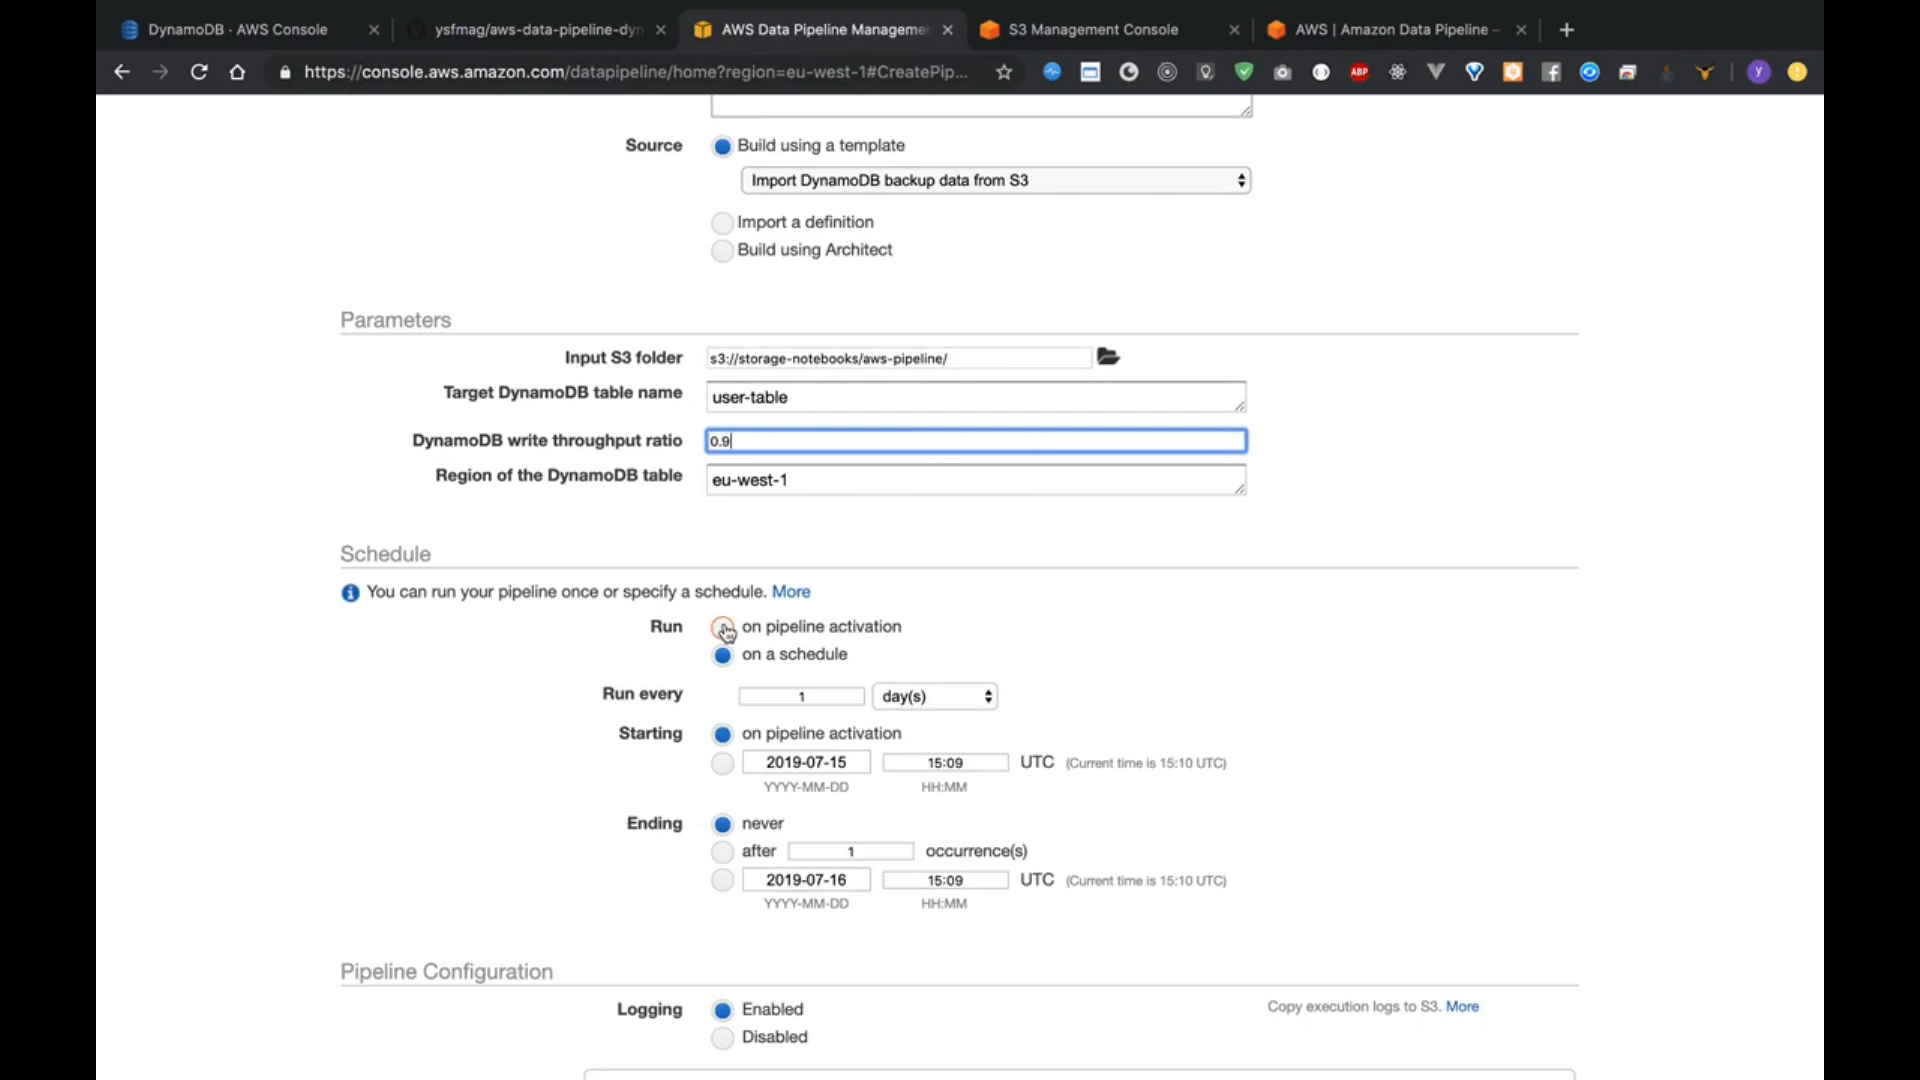 DynamoDB · AWS Console
ysfmag/aws-data-pipeline-dyn
AWS Data Pipeline Manageme
S3 Management Console
AWS | Amazon Data Pipeline –
https://console.aws.amazon.com/datapipeline/home?region=eu-west-1#CreatePip...
ABP
y
Source
Build using a template
Import DynamoDB backup data from S3
Import a definition
Build using Architect
Parameters
Input S3 folder
s3://storage-notebooks/aws-pipeline/
Target DynamoDB table name
user-table
DynamoDB write throughput ratio
0.9
Region of the DynamoDB table
eu-west-1
Schedule
You can run your pipeline once or specify a schedule. More
Run
on pipeline activation
on a schedule
Run every
1
day(s)
Starting
on pipeline activation
2019-07-15 15:09 UTC (Current time is 15:10 UTC)
YYYY-MM-DD HH:MM
Ending
never
after 1 occurrence(s)
2019-07-16 15:09 UTC (Current time is 15:10 UTC)
YYYY-MM-DD HH:MM
Pipeline Configuration
Logging
Enabled
Copy execution logs to S3. More
Disabled